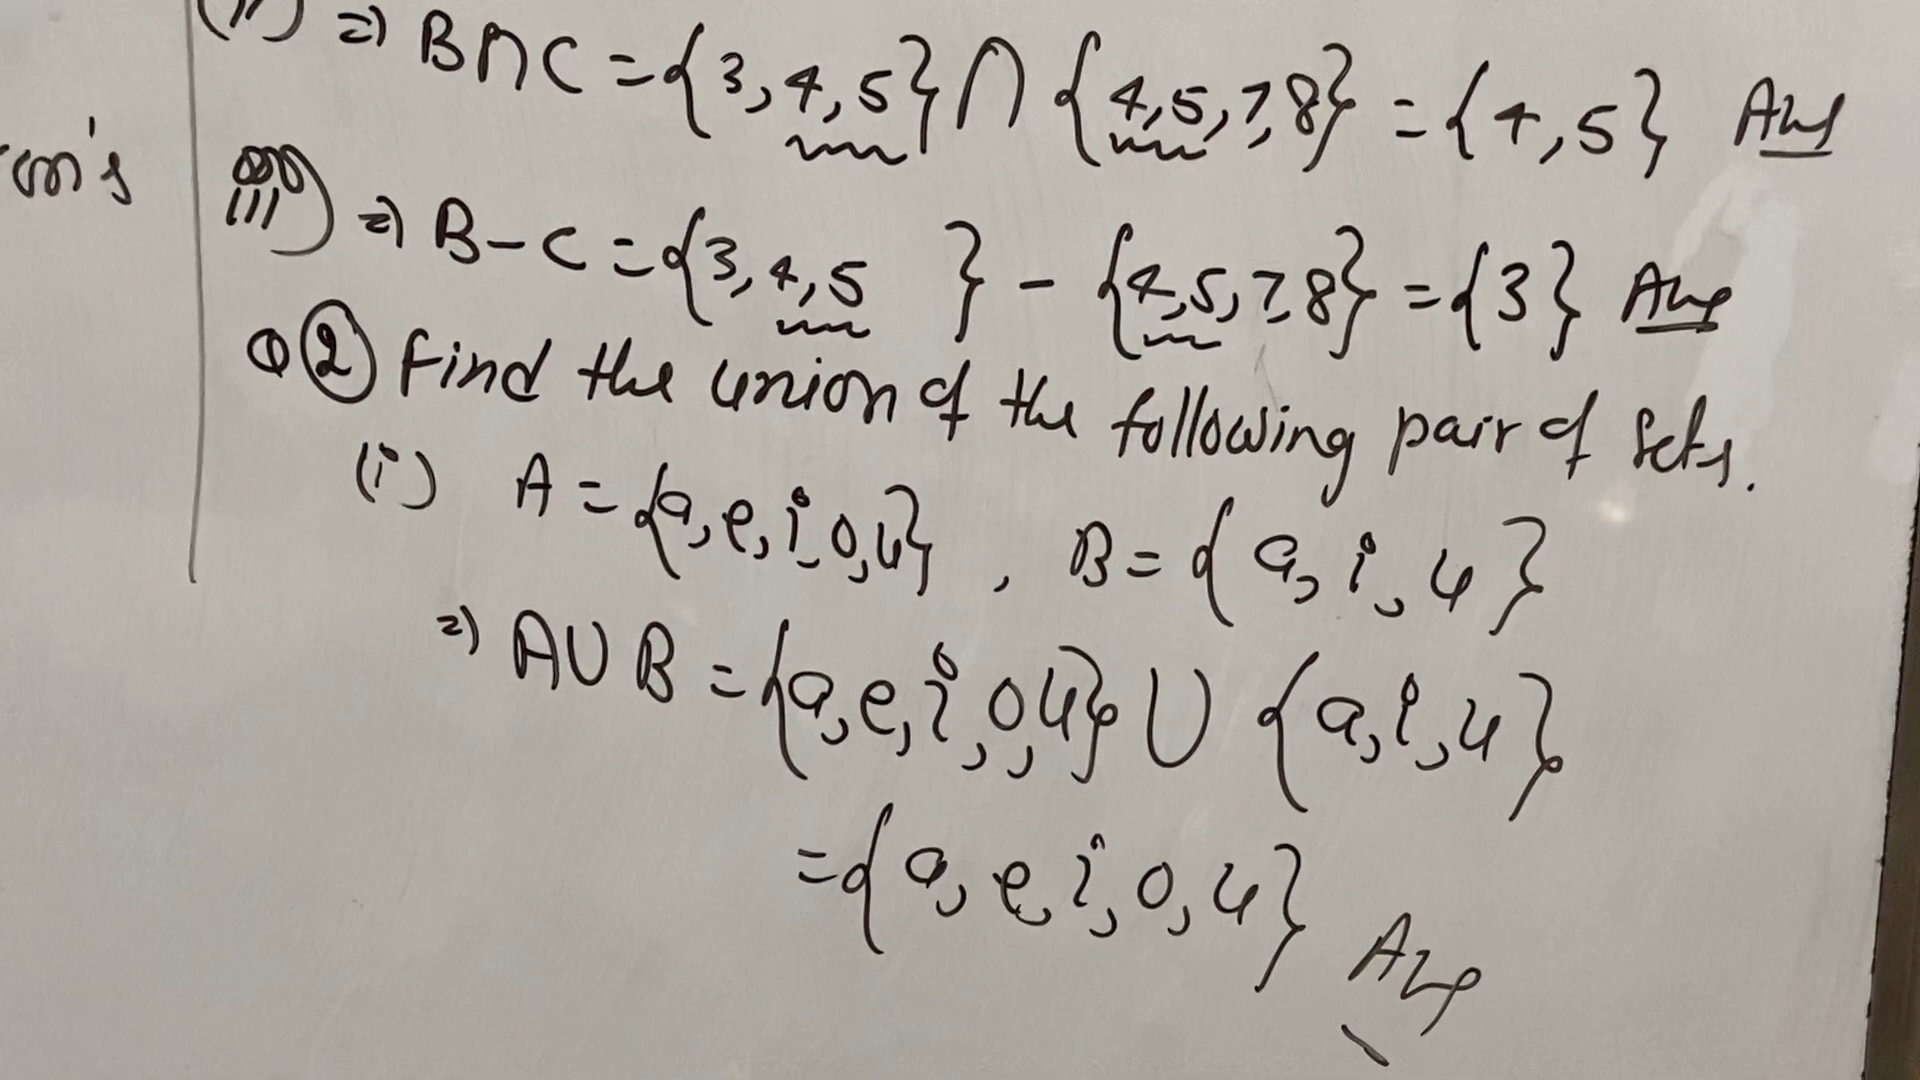 (ii) ⇒ B∩C = {3, 4, 5} ∩ {4, 5, 7, 8} = {4, 5} Ans
iii) ⇒ B - C = {3, 4, 5 } - {4, 5, 7, 8} = {3} Ans
Q② Find the union of the following pair of sets.
(i) A = {a, e, i, o, u}, B = {a, i, u}
⇒ A∪B = {a, e, i, o, u} ∪ {a, i, u}
= {a, e, i, o, u} Ans